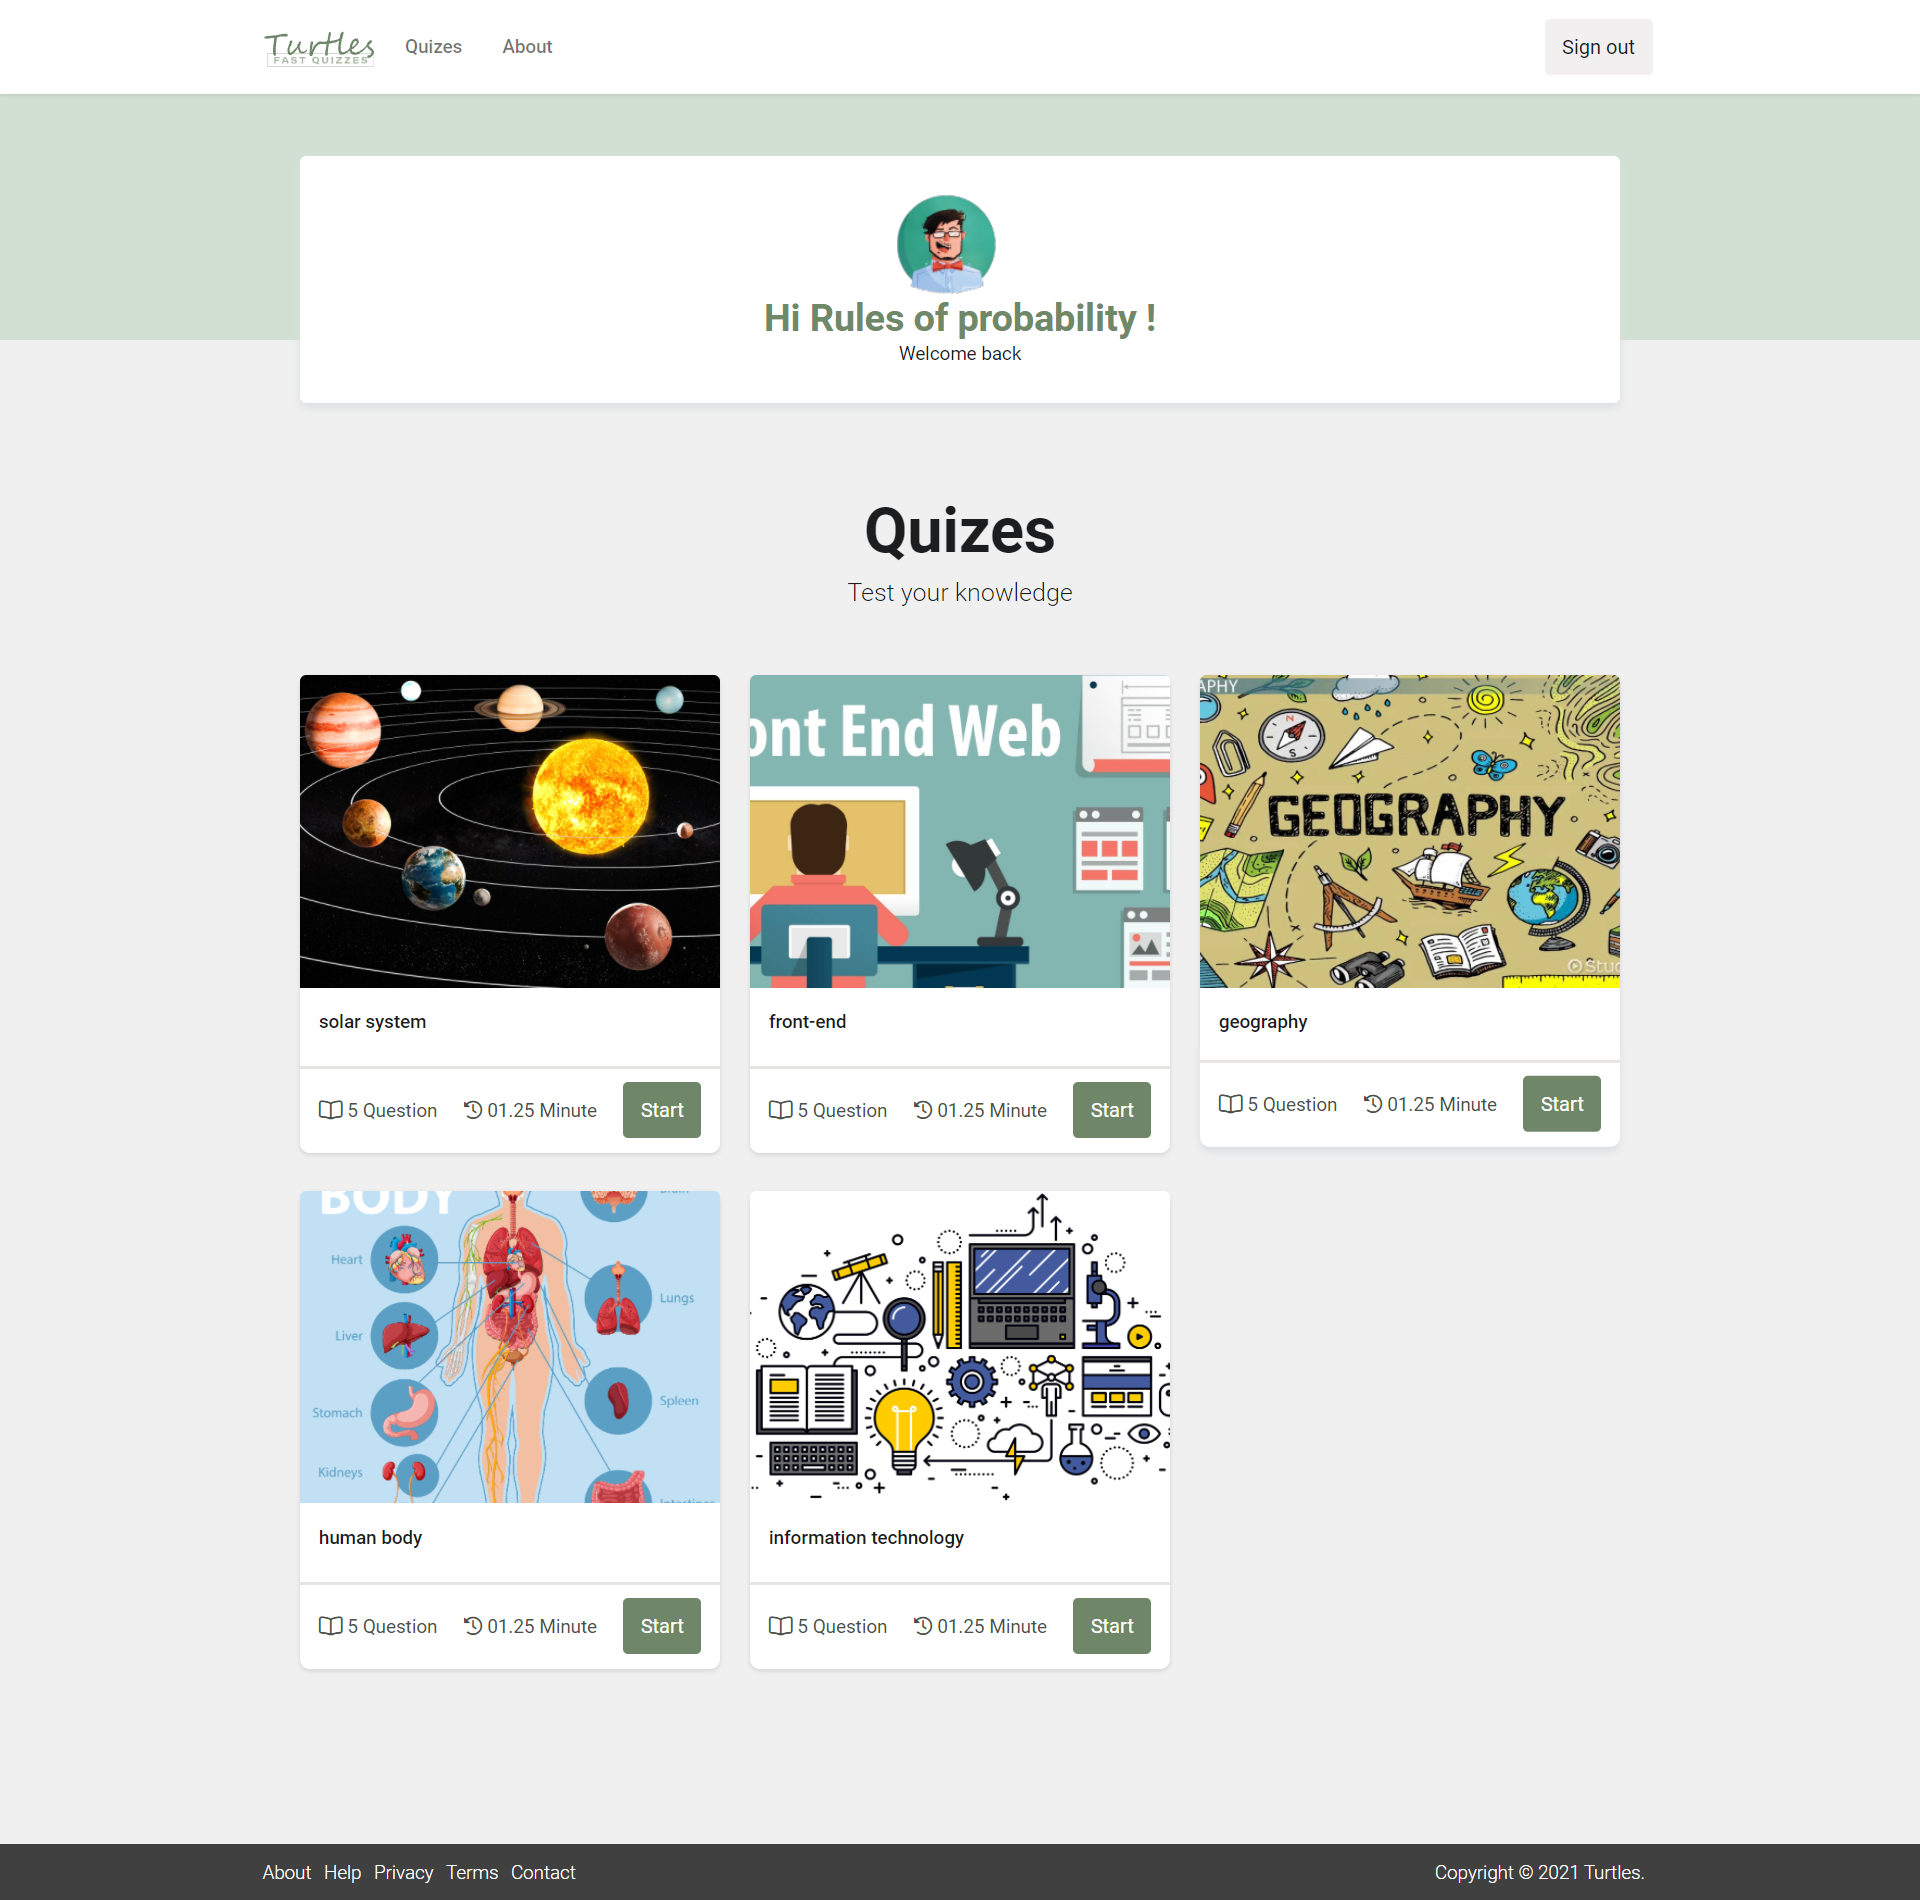 Turtles
FAST QUIZZES
Quizes
About
Sign out
Hi Rules of probability !
Welcome back
Quizes
Test your knowledge
ont End Web
APHY
N
S
GEOGRAPHY
Stud
solar system
front-end
geography
5 Question
01.25 Minute
Start
5 Question
01.25 Minute
Start
5 Question
01.25 Minute
Start
BODY
Brain
Heart
Lungs
Liver
Spleen
Stomach
Kidneys
Intestines
human body
information technology
5 Question
01.25 Minute
Start
5 Question
01.25 Minute
Start
About Help Privacy Terms Contact
Copyright © 2021 Turtles.